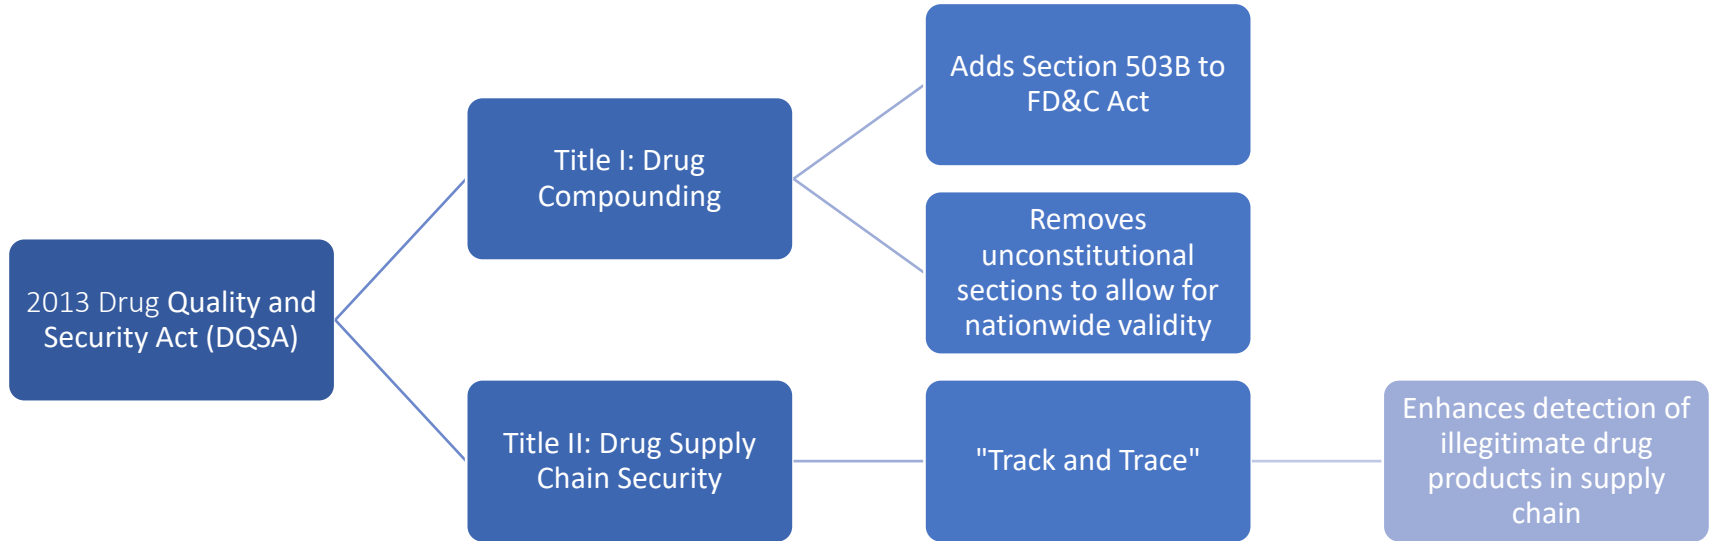 Adds Section 503B to
FD&C Act
Title I: Drug
Compounding
Removes
unconstitutional
sections to allow for
nationwide validity
2013 Drug Quality and
Security Act (DQSA)
Title II: Drug Supply
Chain Security
"Track and Trace"
Enhances detection of
illegitimate drug
products in supply
chain